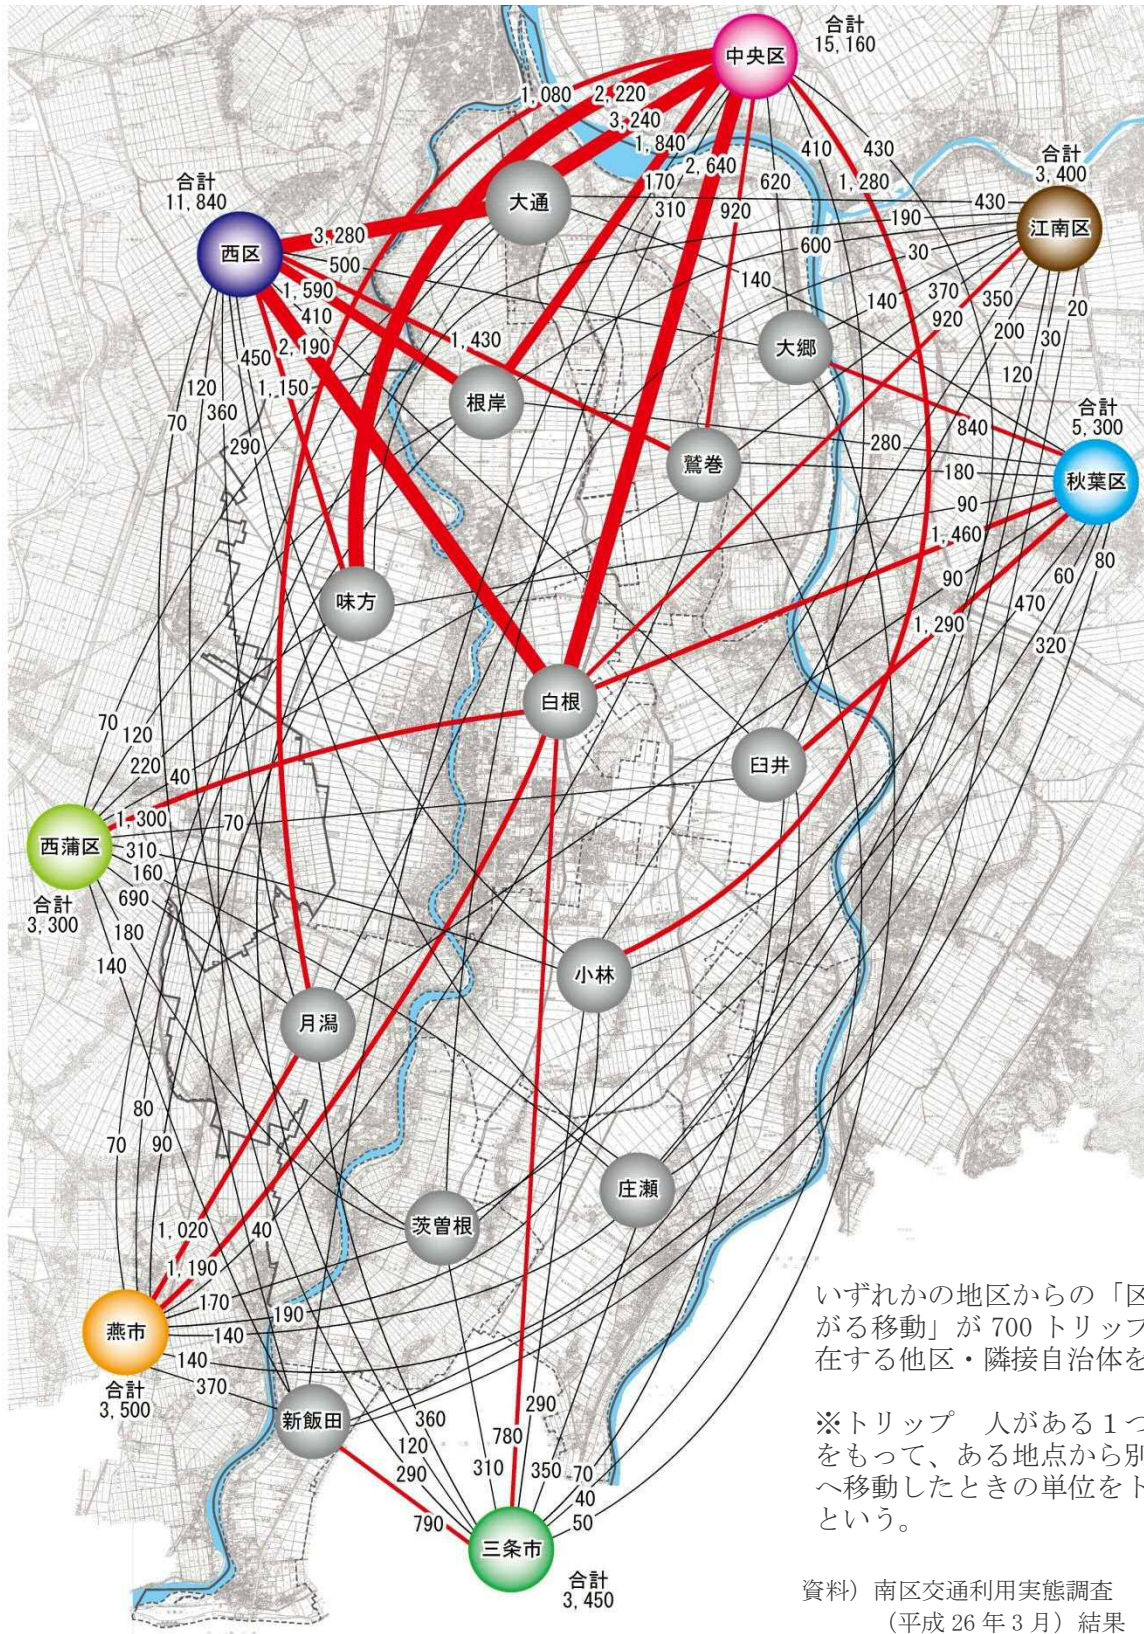 合計
15,160
中央区
1,080
2,220
3,240
1,840
170
2,640
310
920
620
410
430
1,280
合計
3,400
江南区
430
190
600
30
140
140
370
920
350
200
120
30
20
合計
11,840
西区
大通
3,280
500
1,590
410
2,190
450
1,150
1,430
120
360
70
290
大郷
根岸
鷲巻
合計
5,300
秋葉区
840
280
180
90
1,460
90
1,290
80
60
470
320
味方
白根
臼井
70
120
220
40
70
1,300
310
160
690
180
140
西蒲区
合計
3,300
小林
月潟
庄瀬
茨曽根
新飯田
70
80
90
1,020
1,190
40
170
190
140
140
370
燕市
合計
3,500
360
120
290
790
310
780
290
350
70
40
50
三条市
合計
3,450
いずれかの地区からの「区
がる移動」が 700 トリップ
在する他区・隣接自治体を
※トリップ 人がある１つ
をもって、ある地点から別
へ移動したときの単位をト
という。
資料）南区交通利用実態調査
（平成 26 年 3 月）結果